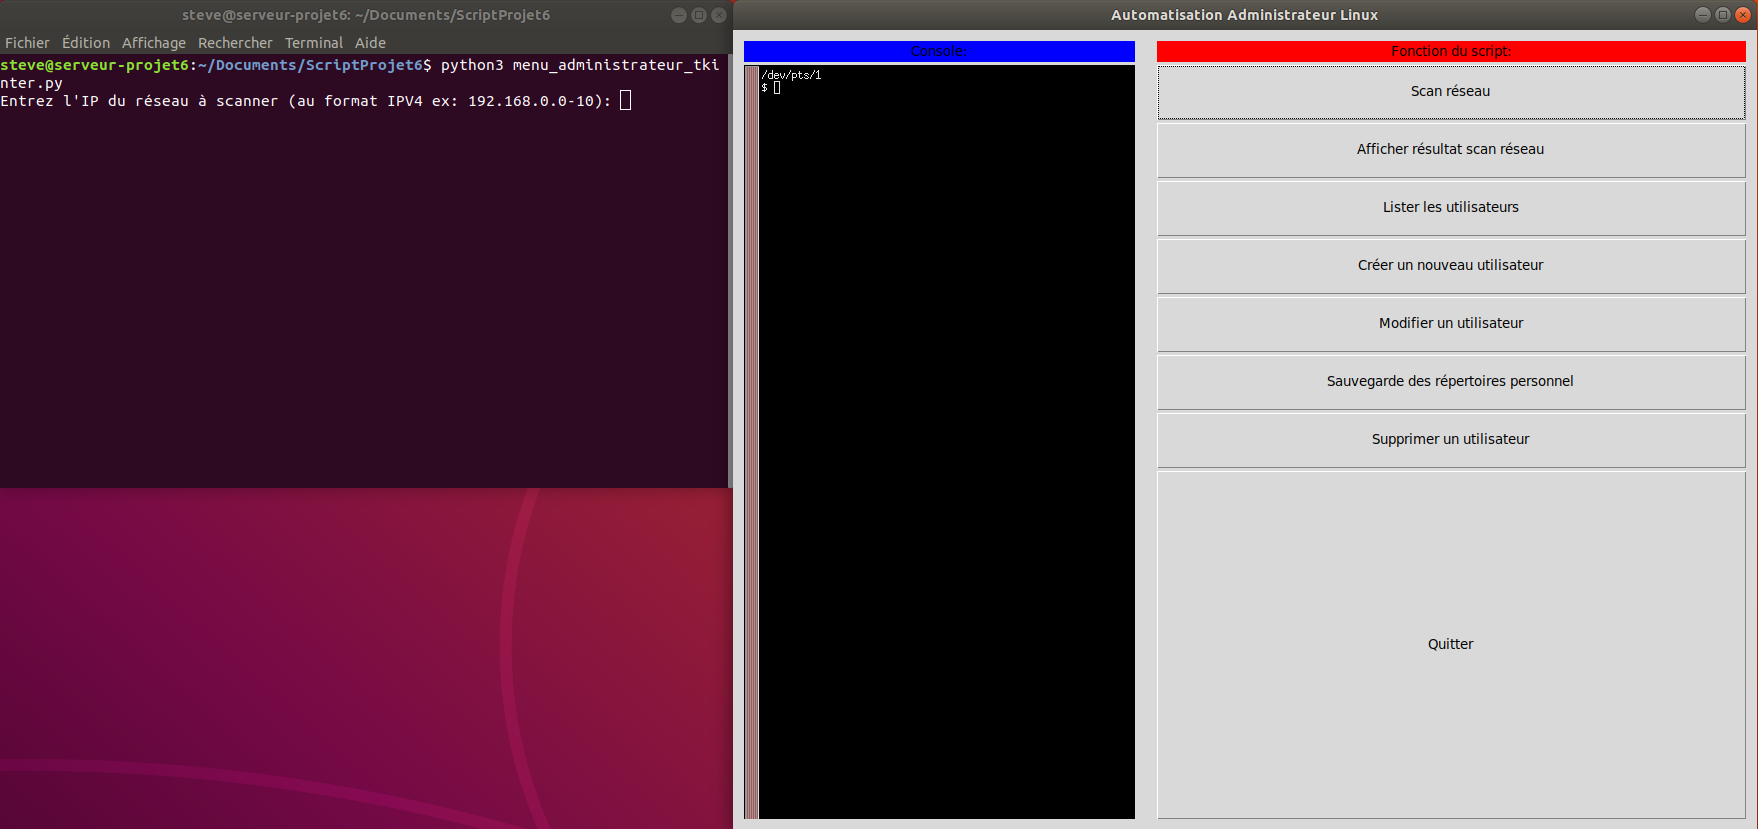 steve@serveur-projet6: ~/Documents/ScriptProjet6
Fichier Édition Affichage Rechercher Terminal Aide
steve@serveur-projet6:~/Documents/ScriptProjet6$ python3 menu_administrateur_tki
nter.py
Entrez l'IP du réseau à scanner (au format IPV4 ex: 192.168.0.0-10):
Automatisation Administrateur Linux
Console:
/dev/pts/1
$
Fonction du script:
Scan réseau
Afficher résultat scan réseau
Lister les utilisateurs
Créer un nouveau utilisateur
Modifier un utilisateur
Sauvegarde des répertoires personnel
Supprimer un utilisateur
Quitter